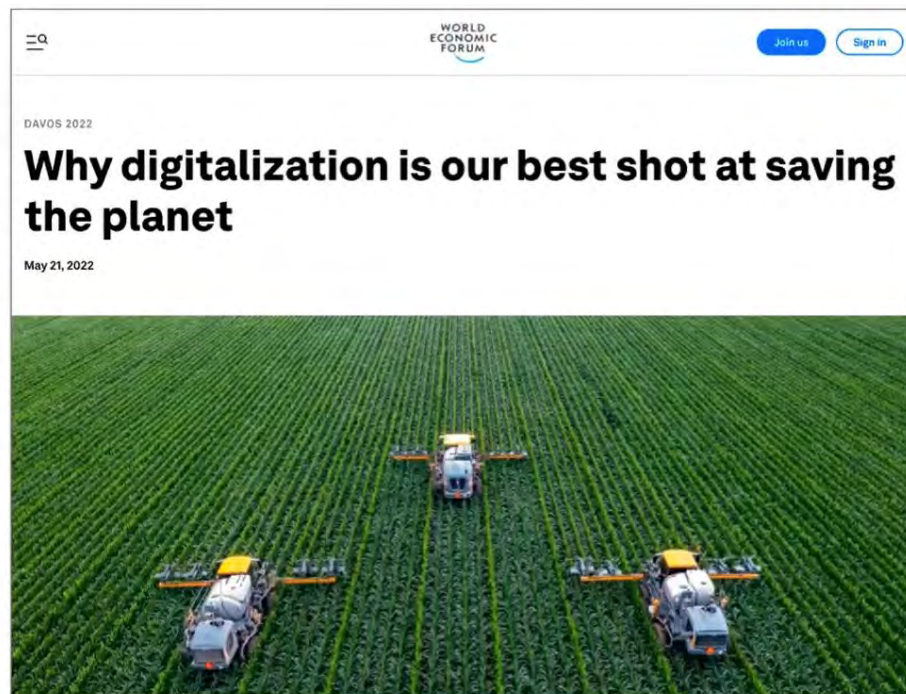 WORLD
ECONOMIC
FORUM
Join us
Sign in
DAVOS 2022
Why digitalization is our best shot at saving
the planet
May 21, 2022